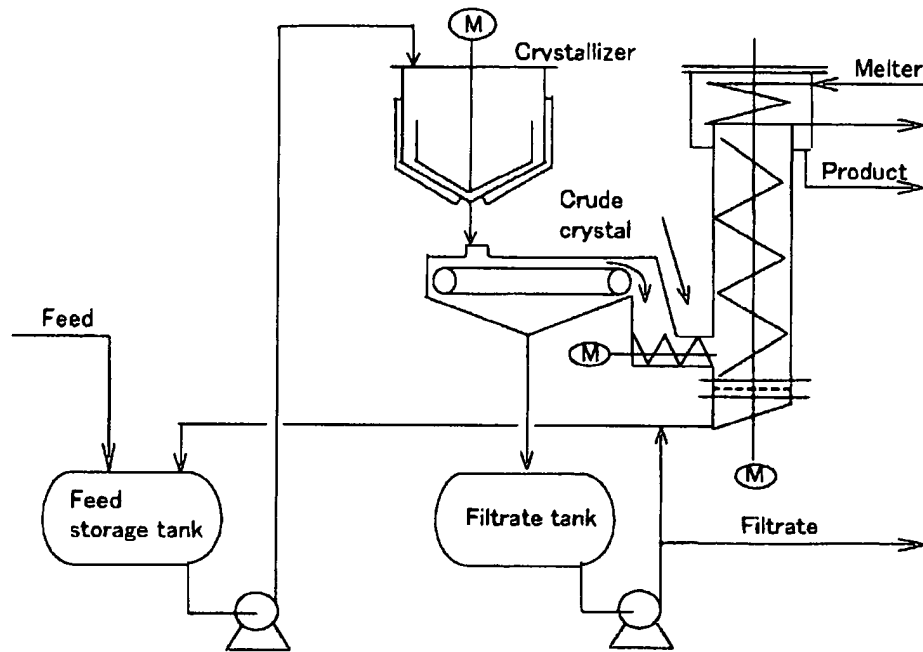 M
Crystallizer
Melter
Product
Crude
crystal
Feed
M
M
Feed
storage tank
Filtrate tank
Filtrate